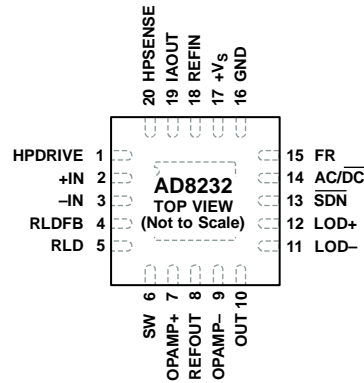 20 HPSENSE
19 IAOUT
18 REFIN
17 +VS
16 GND
HPDRIVE 1
+IN 2
–IN 3
RLDFB 4
RLD 5
AD8232
TOP VIEW
(Not to Scale)
15 FR
14 AC/D̅C̅
13 S̅D̅N̅
12 LOD+
11 LOD–
SW 6
OPAMP+ 7
REFOUT 8
OPAMP– 9
OUT 10